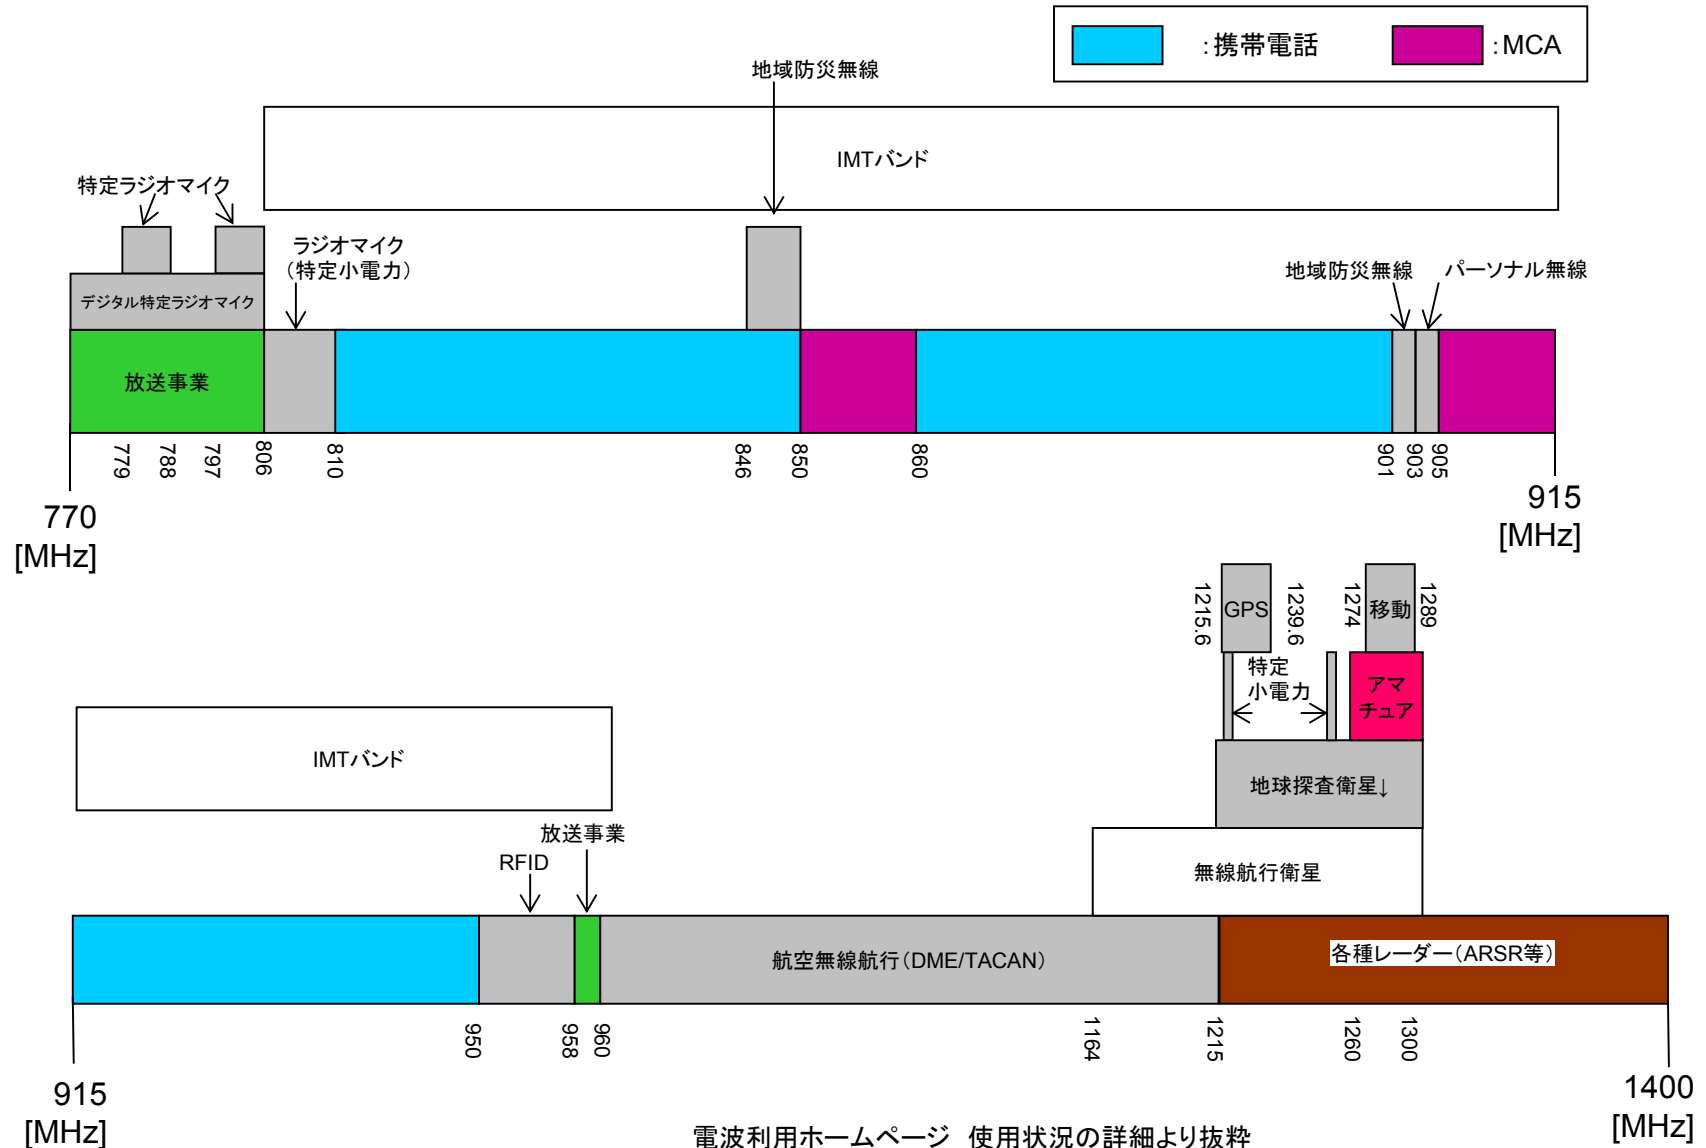 ：携帯電話
：MCA
地域防災無線
IMTバンド
特定ラジオマイク
ラジオマイク
（特定小電力）
地域防災無線
パーソナル無線
デジタル特定ラジオマイク
放送事業
779
788
797
806
810
846
850
860
901
903
905
770
[MHz]
915
[MHz]
1215.6
GPS
1239.6
1274
移動
1289
特定
小電力
アマ
チュア
IMTバンド
地球探査衛星↓
放送事業
RFID
無線航行衛星
航空無線航行（DME/TACAN）
各種レーダー（ARSR等）
950
958
960
1164
1215
1260
1300
915
[MHz]
1400
[MHz]
電波利用ホームページ 使用状況の詳細より抜粋